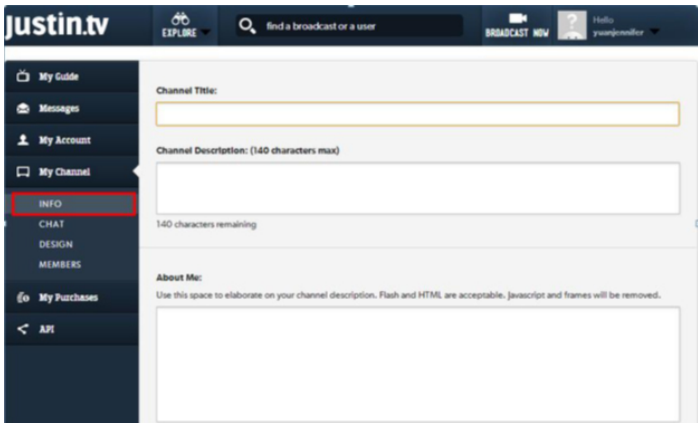 justin.tv
EXPLORE
find a broadcast or a user
BROADCAST NOW
Hello
yuanjennifer
My Guide
Messages
My Account
My Channel
INFO
CHAT
DESIGN
MEMBERS
My Purchases
API
Channel Title:
Channel Description: (140 characters max)
140 characters remaining
About Me:
Use this space to elaborate on your channel description. Flash and HTML are acceptable. Javascript and frames will be removed.